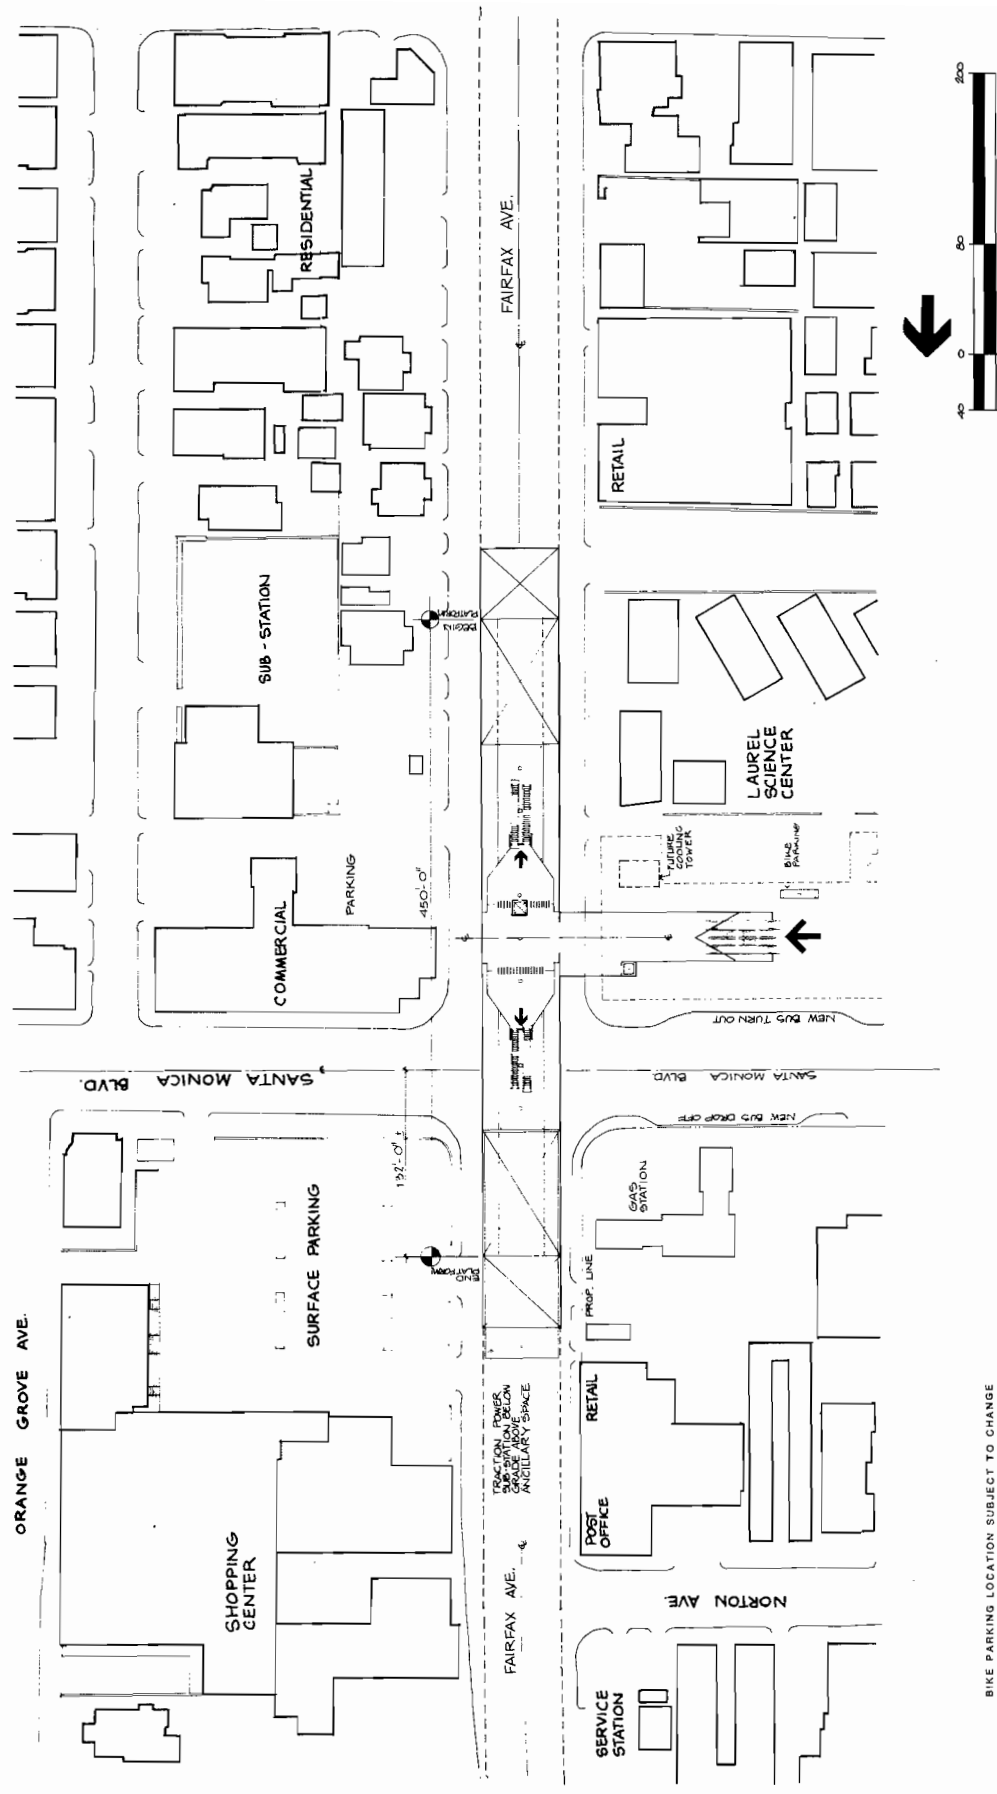 RESIDENTIAL
FAIRFAX AVE.
200
80
0
40
RETAIL
SUB-STATION
BEGIN
PLATFORM
LAUREL
SCIENCE
CENTER
FUTURE
COOLING
TOWER
BIKE
PARKING
PARKING
450'-0"
COMMERCIAL
NEW BUS TURN OUT
SANTA MONICA BLVD.
SANTA MONICA BLVD
NEW BUS DROP OFF
132'-0" ±
GAS
STATION
SURFACE PARKING
END
PLATFORM
PROP. LINE
ORANGE GROVE AVE.
TRACTION POWER
SUB-STATION BELOW
GRADE ABOVE
ANCILLARY SPACE
RETAIL
POST
OFFICE
SHOPPING
CENTER
FAIRFAX AVE.
NORTON AVE.
SERVICE
STATION
BIKE PARKING LOCATION SUBJECT TO CHANGE